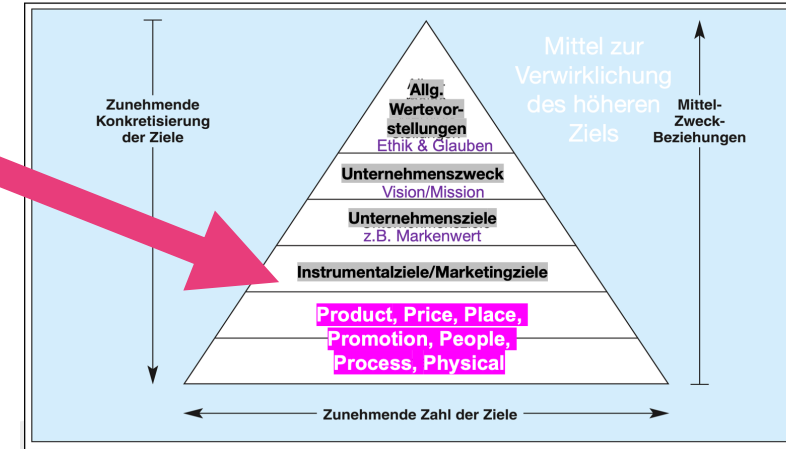 Mittel zur
Verwirklichung
des höheren
Ziels
Zunehmende
Konkretisierung
der Ziele
Mittel-
Zweck-
Beziehungen
Allg.
Wertevor-
stellungen
Ethik & Glauben
Unternehmenszweck
Vision/Mission
Unternehmensziele
z.B. Markenwert
Instrumentalziele/Marketingziele
Product, Price, Place,
Promotion, People,
Process, Physical
Zunehmende Zahl der Ziele